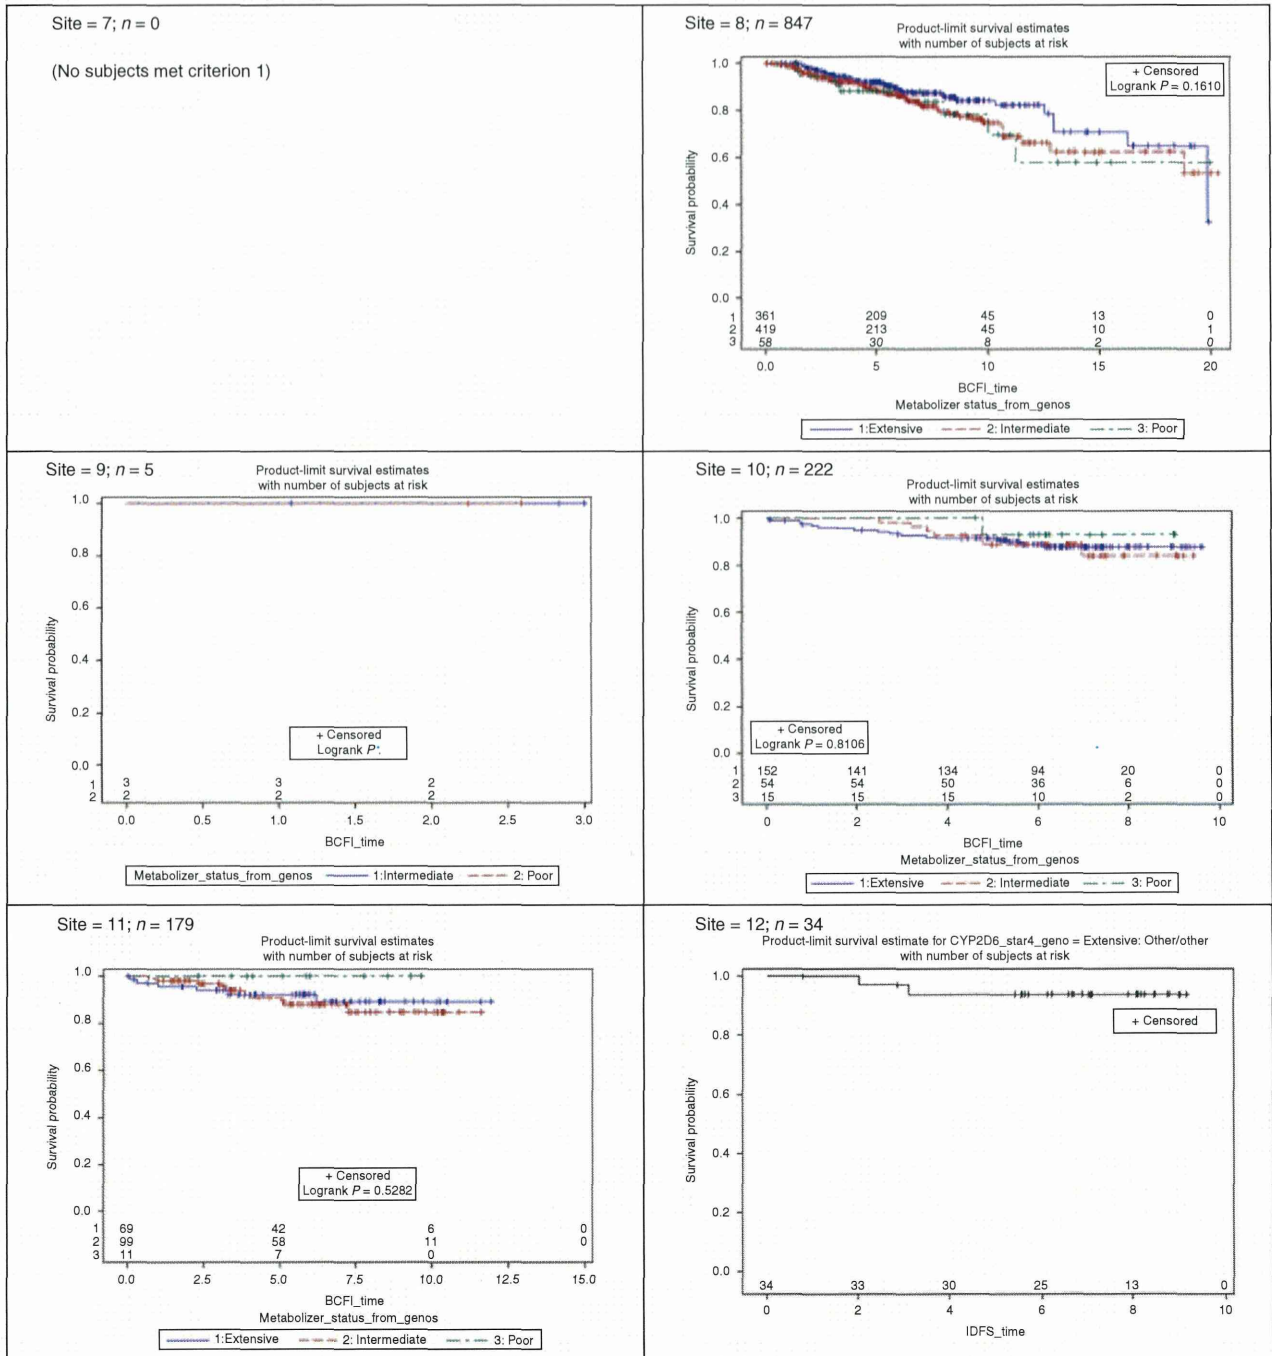 Site = 7; n = 0
(No subjects met criterion 1)
Site = 8; n = 847
Product-limit survival estimates
with number of subjects at risk
+ Censored
Logrank P = 0.1610
Survival probability
1.0
0.8
0.6
0.4
0.2
0.0
1 361 209 45 13 0
2 419 213 45 10 1
3 58 30 8 2 0
0.0 5 10 15 20
BCFI_time
Metabolizer status_from_genos
1:Extensive 2: Intermediate 3: Poor
Site = 9; n = 5
Product-limit survival estimates
with number of subjects at risk
1.0
0.8
0.6
0.4
0.2
0.0
Survival probability
+ Censored
Logrank P .
1 3 3 2
2 2 2 2
0.0 0.5 1.0 1.5 2.0 2.5 3.0
BCFI_time
Metabolizer_status_from_genos 1:Intermediate 2: Poor
Site = 10; n = 222
Product-limit survival estimates
with number of subjects at risk
1.0
0.8
0.6
0.4
0.2
0.0
Survival probability
+ Censored
Logrank P = 0.8106
1 152 141 134 94 20 0
2 54 54 50 36 6 0
3 15 15 15 10 2 0
0 2 4 6 8 10
BCFI_time
Metabolizer_status_from_genos
1:Extensive 2: Intermediate 3: Poor
Site = 11; n = 179
Product-limit survival estimates
with number of subjects at risk
1.0
0.8
0.6
0.4
0.2
0.0
Survival probability
+ Censored
Logrank P = 0.5282
1 69 42 6 0
2 99 58 11 0
3 11 7 0
0.0 2.5 5.0 7.5 10.0 12.5 15.0
BCFI_time
Metabolizer_status_from_genos
1:Extensive 2: Intermediate 3: Poor
Site = 12; n = 34
Product-limit survival estimate for CYP2D6_star4_geno = Extensive: Other/other
with number of subjects at risk
1.0
0.8
0.6
0.4
0.2
0.0
Survival probability
+ Censored
34 33 30 25 13 0
0 2 4 6 8 10
IDFS_time